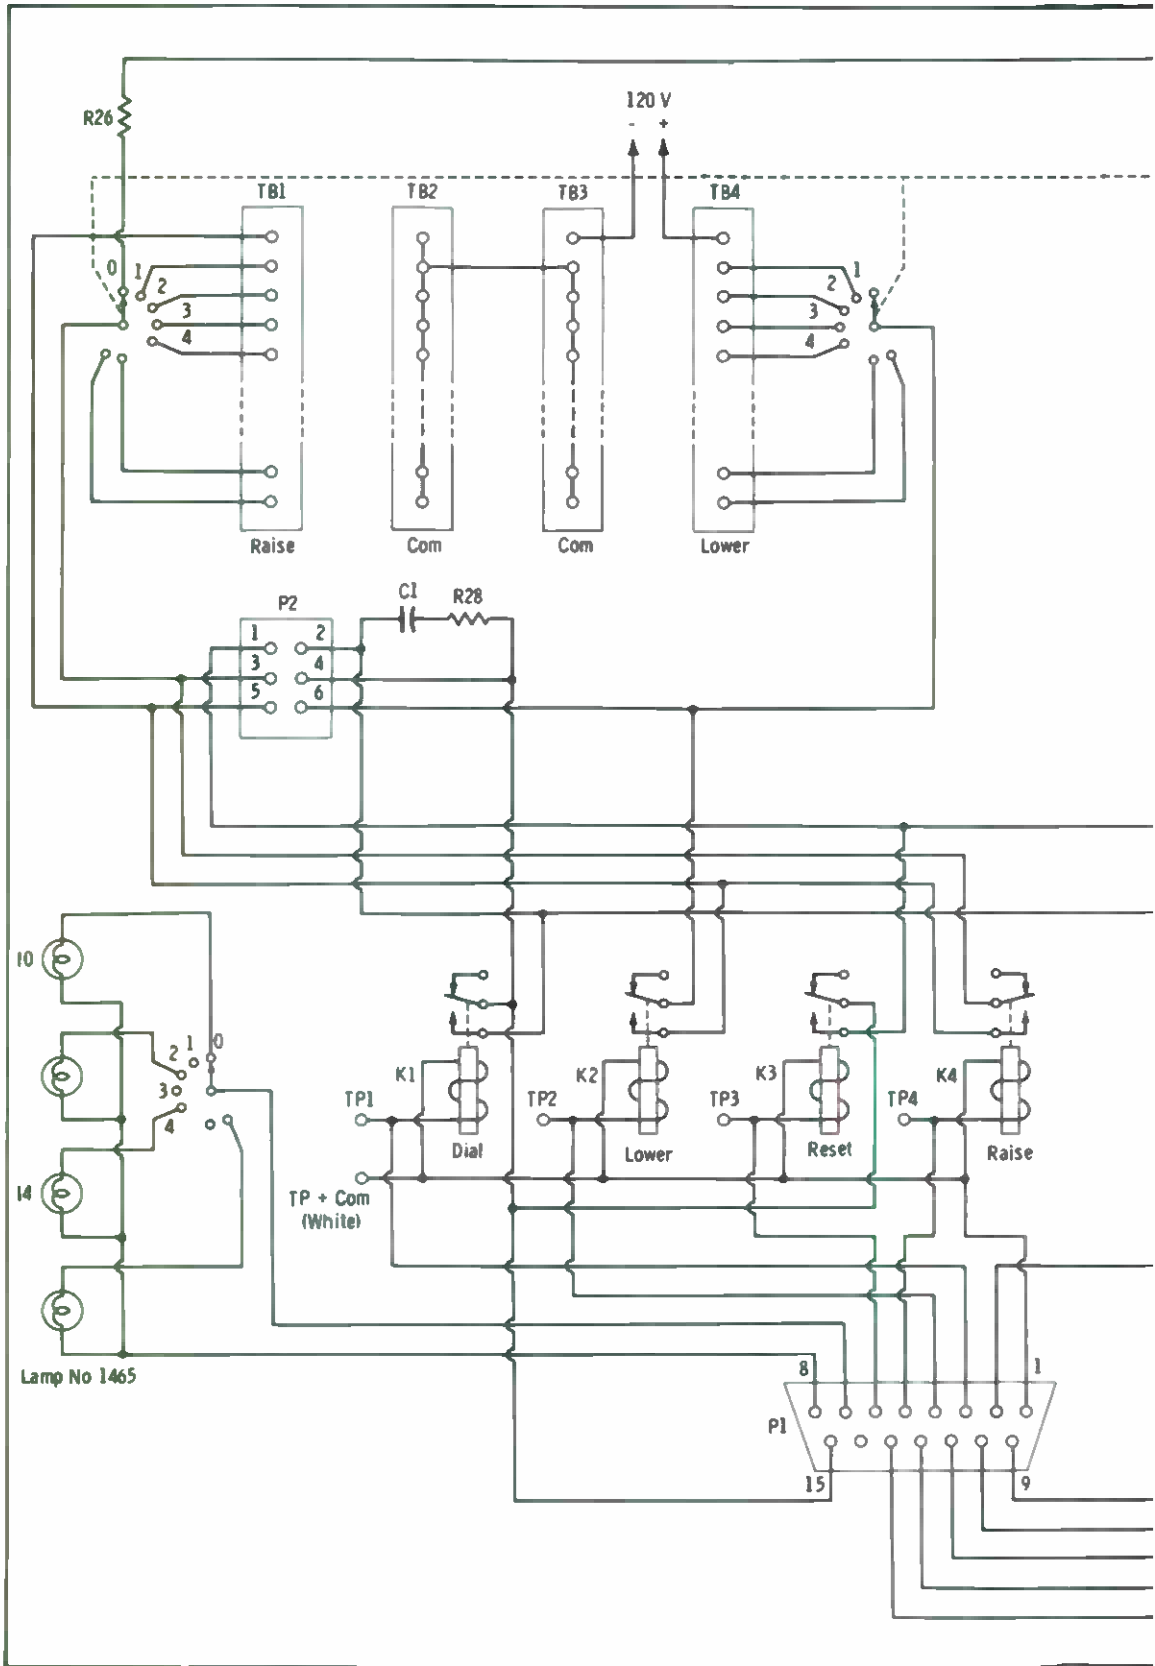 120 V
- +
R26
TB1 TB2 TB3 TB4
0 1 2 3 4
1 2 3 4
Raise Com Com Lower
C1 R28
P2
1 2
3 4
5 6
10
2 1 0
3
4
14
Lamp No 1465
K1 K2 K3 K4
TP1 TP2 TP3 TP4
Dial Lower Reset Raise
TP + Com
(White)
8 1
P1
15 9